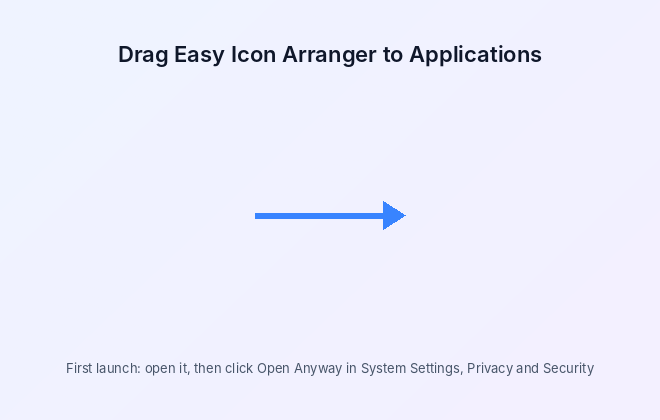 Drag Easy Icon Arranger to Applications
First launch: open it, then click Open Anyway in System Settings, Privacy and Security